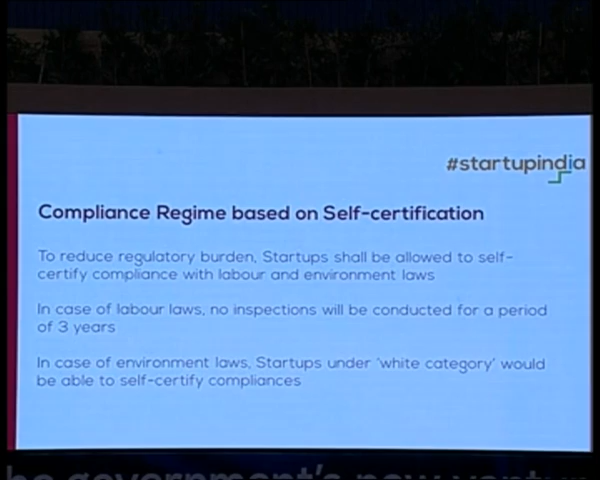 #startupindia
Compliance Regime based on Self-certification
To reduce regulatory burden, Startups shall be allowed to self-
certify compliance with labour and environment laws
In case of labour laws, no inspections will be conducted for a period
of 3 years
In case of environment laws, Startups under 'white category' would
be able to self-certify compliances
government's new